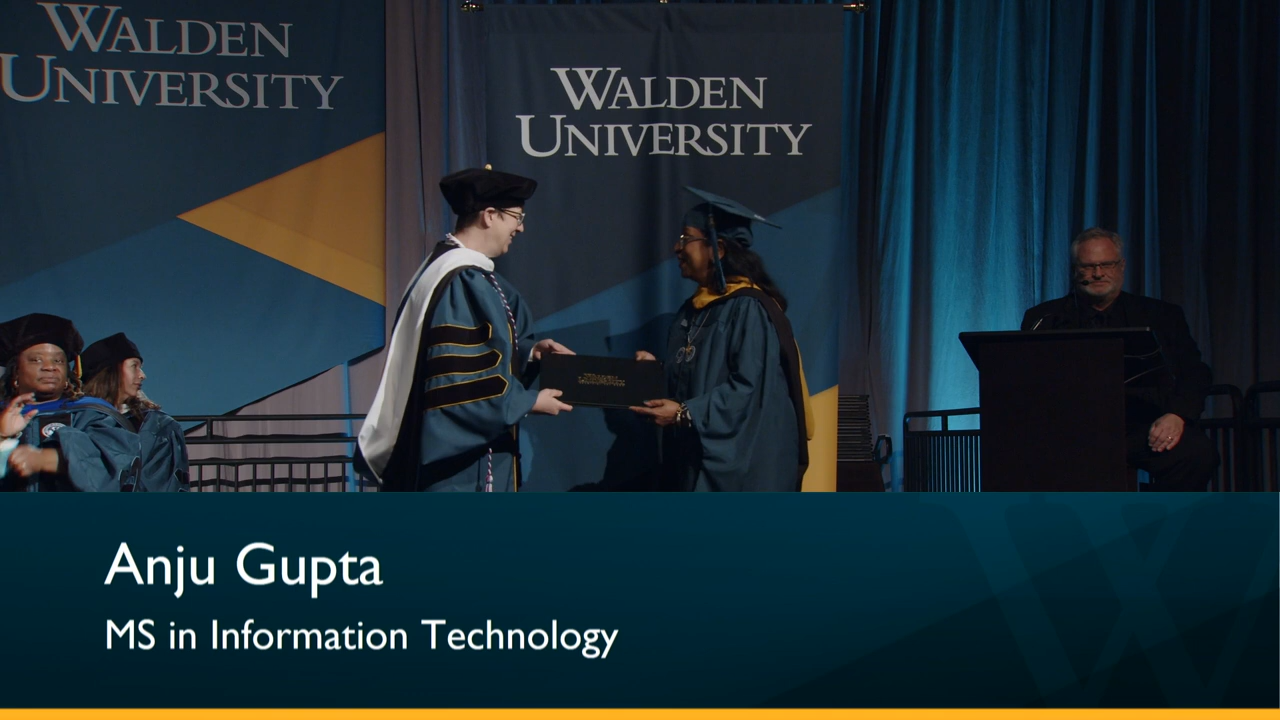 WALDEN
UNIVERSITY
WALDEN
UNIVERSITY
Anju Gupta
MS in Information Technology